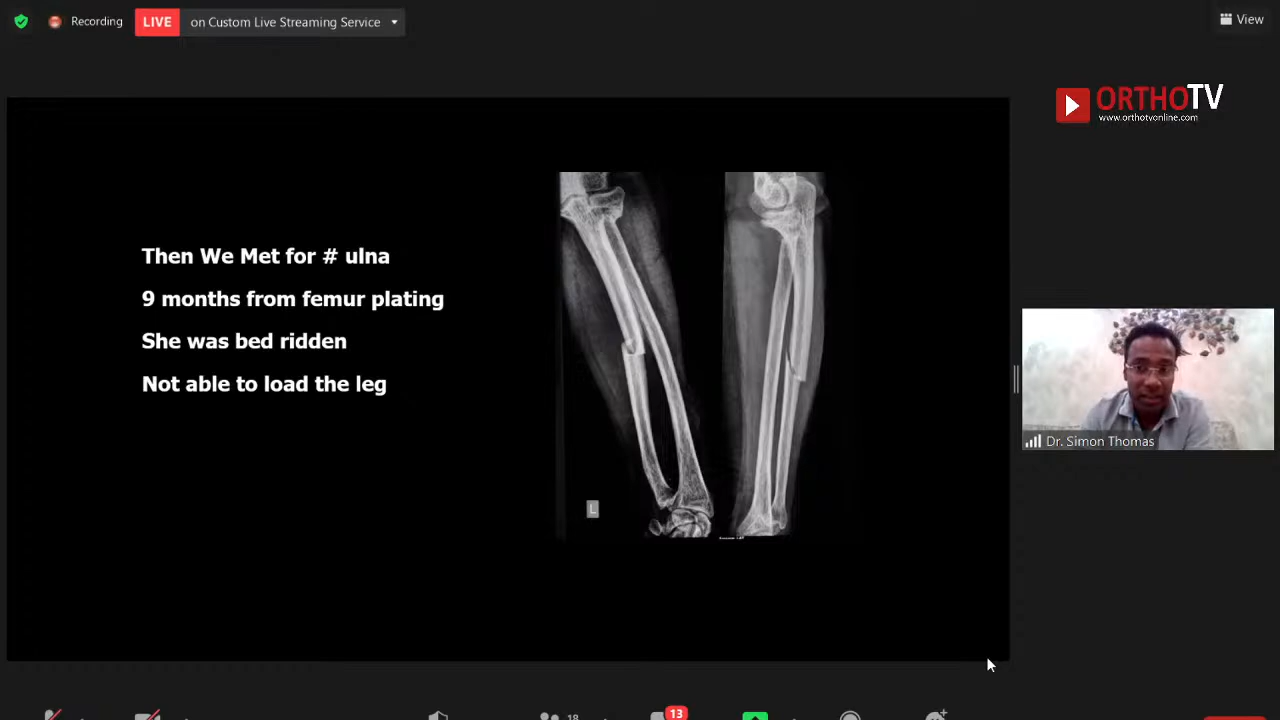 Recording
LIVE
on Custom Live Streaming Service
View
ORTHOTV
www.orthotvonline.com
Then We Met for # ulna
9 months from femur plating
She was bed ridden
Not able to load the leg
L
Dr. Simon Thomas
18
13